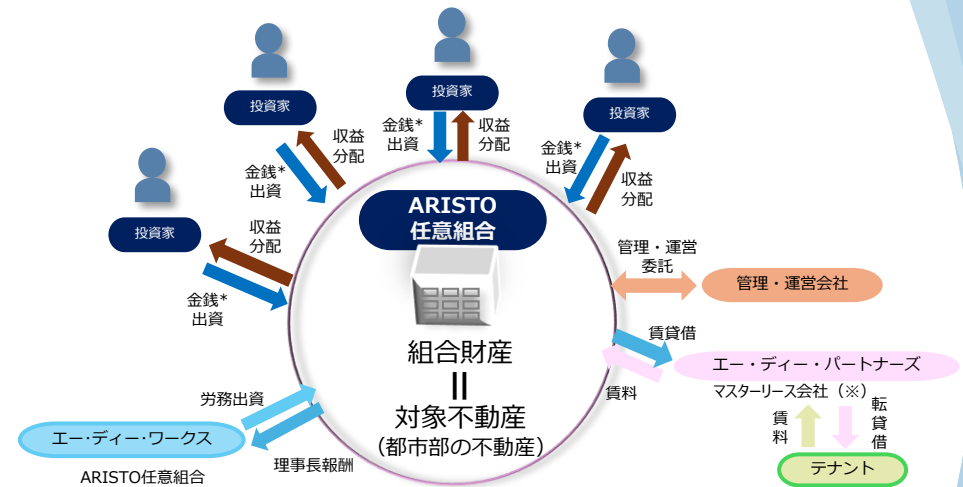 投資家
投資家
投資家
投資家
金銭*
出資
収益
分配
金銭*
出資
収益
分配
金銭*
出資
収益
分配
金銭*
出資
収益
分配
ARISTO
任意組合
組合財産
=
対象不動産
（都市部の不動産）
管理・運営
委託
管理・運営会社
賃貸借
賃料
エー・ディー・パートナーズ
マスターリース会社（※）
賃料
転貸借
テナント
労務出資
エー・ディー・ワークス
理事長報酬
ARISTO任意組合